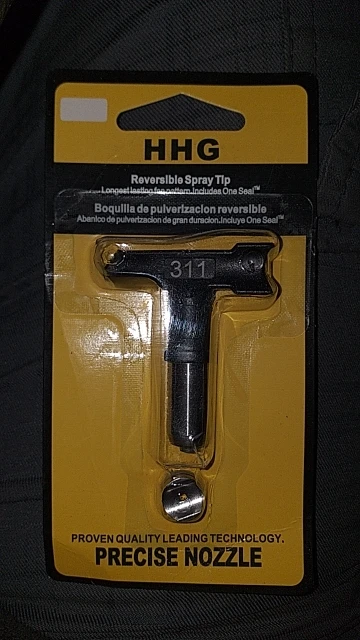 HHG
Reversible Spray Tip
Longest lasting fan pattern.Includes One Seal™
Boquilla de pulverizacion reversible
Abanico de pulverizacion de gran duracion.Incluye One Seal™
311
PROVEN QUALITY LEADING TECHNOLOGY.
PRECISE NOZZLE